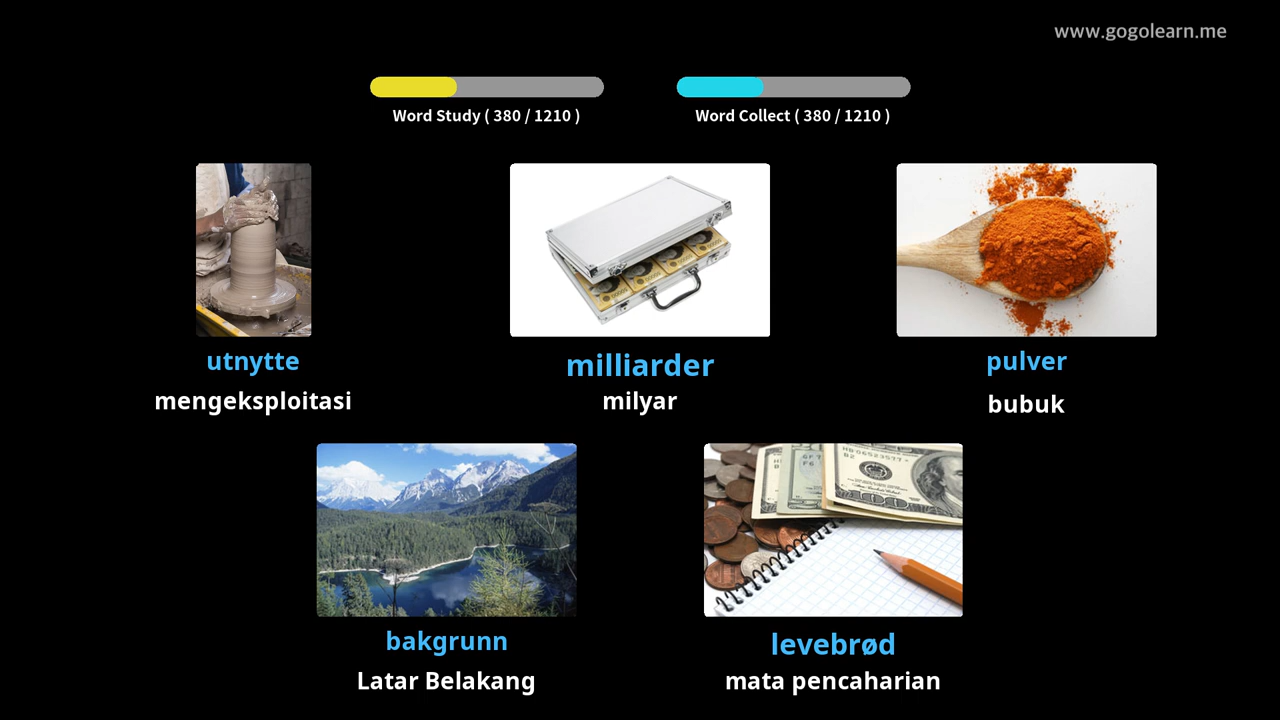 www.gogolearn.me
Word Study ( 380 / 1210 )
Word Collect ( 380 / 1210 )
utnytte
mengeksploitasi
milliarder
milyar
pulver
bubuk
bakgrunn
Latar Belakang
levebrød
mata pencaharian